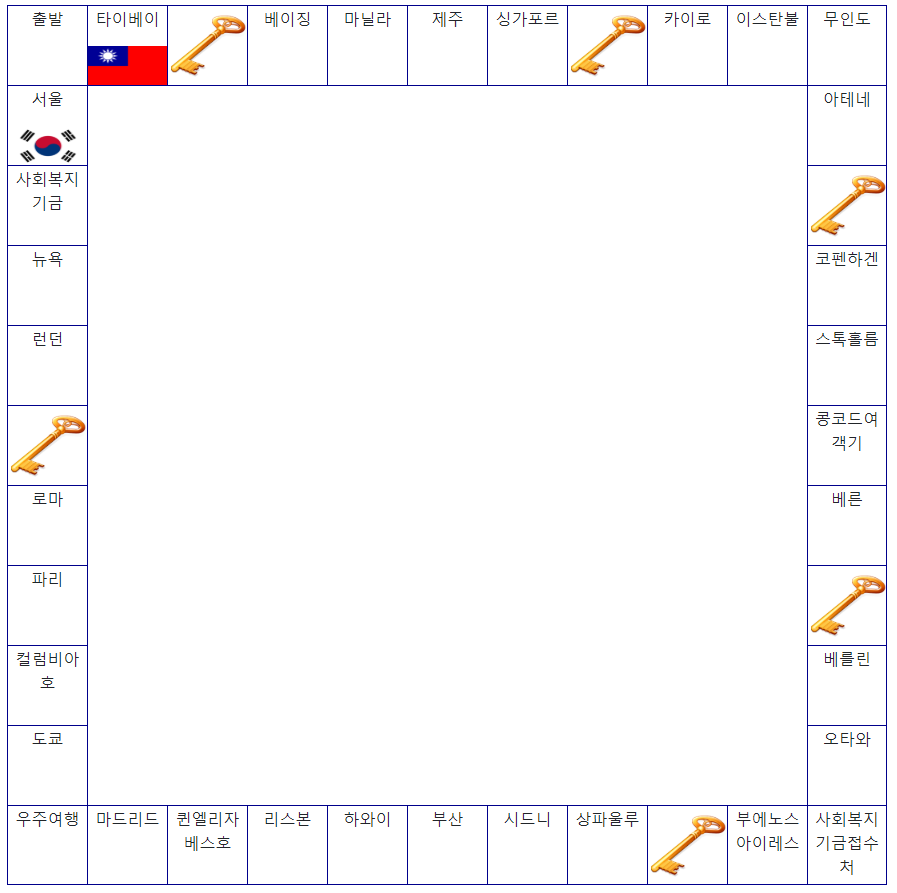 출발
타이베이
베이징
마닐라
제주
싱가포르
카이로
이스탄불
무인도
서울
아테네
사회복지
기금
뉴욕
코펜하겐
런던
스톡홀름
콩코드여
객기
로마
베른
파리
컬럼비아
호
베를린
도쿄
오타와
우주여행
마드리드
퀸엘리자
베스호
리스본
하와이
부산
시드니
상파울루
부에노스
아이레스
사회복지
기금접수
처